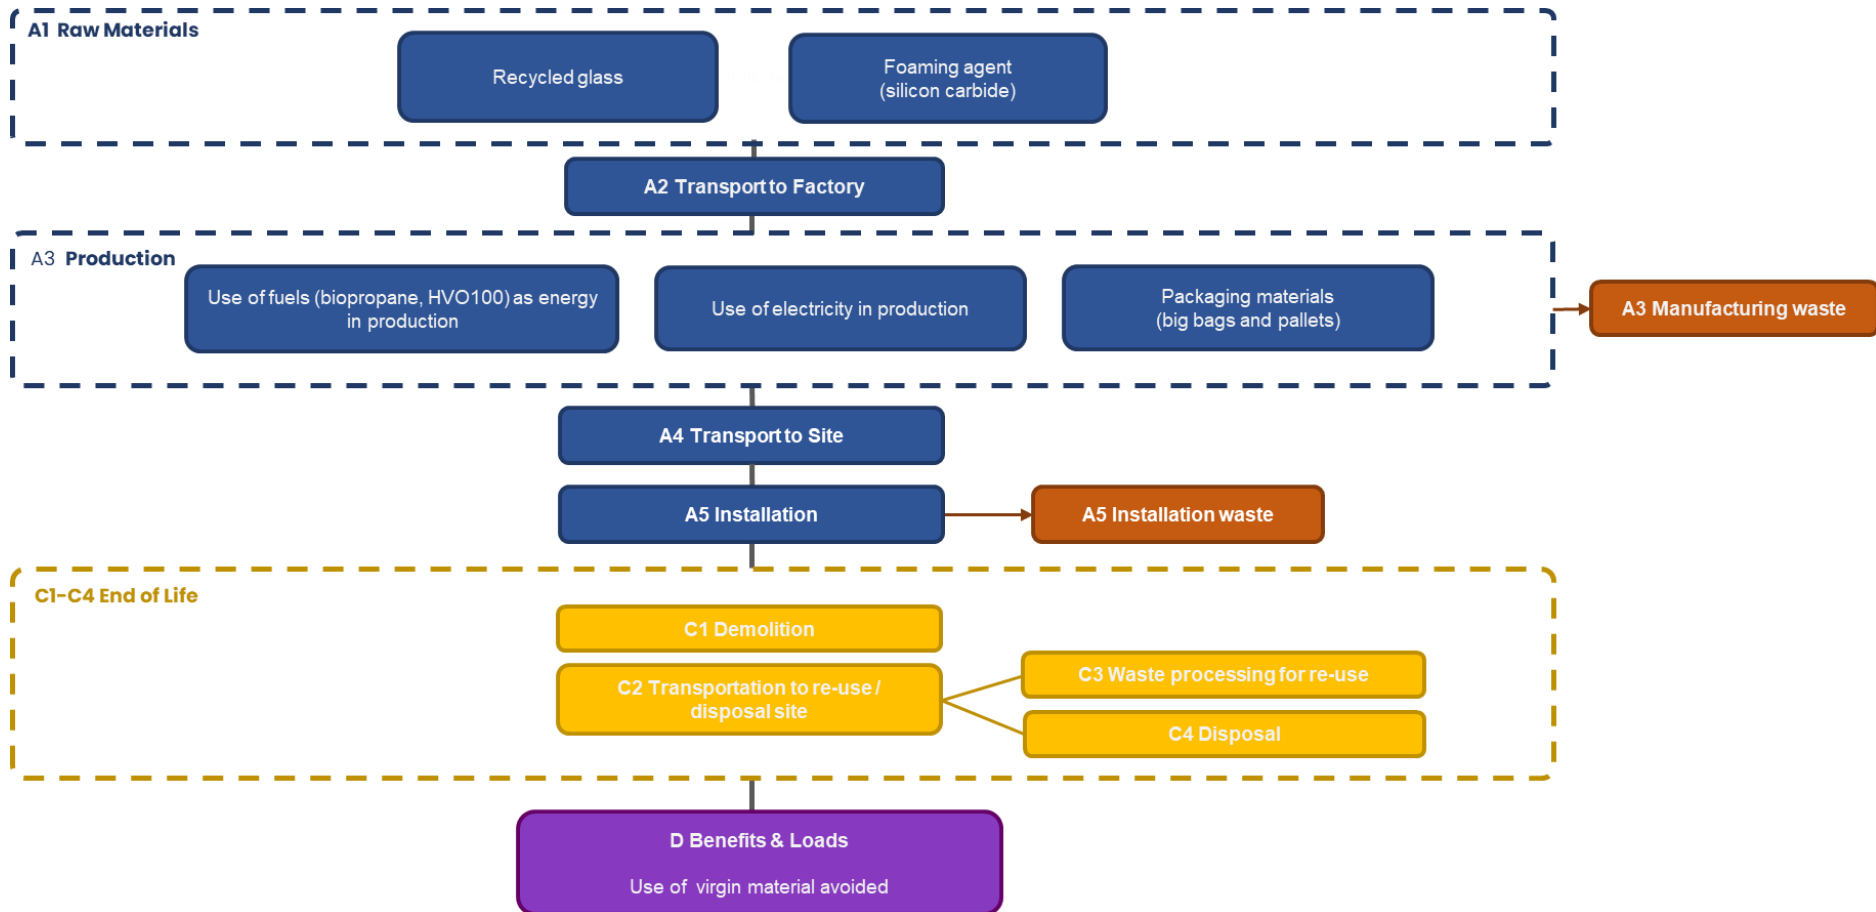 A1 Raw Materials
Recycled glass
Foaming agent
(silicon carbide)
A2 Transport to Factory
A3 Production
Use of fuels (biopropane, HVO100) as energy
in production
Use of electricity in production
Packaging materials
(big bags and pallets)
A3 Manufacturing waste
A4 Transport to Site
A5 Installation
A5 Installation waste
C1-C4 End of Life
C1 Demolition
C2 Transportation to re-use /
disposal site
C3 Waste processing for re-use
C4 Disposal
D Benefits & Loads
Use of virgin material avoided